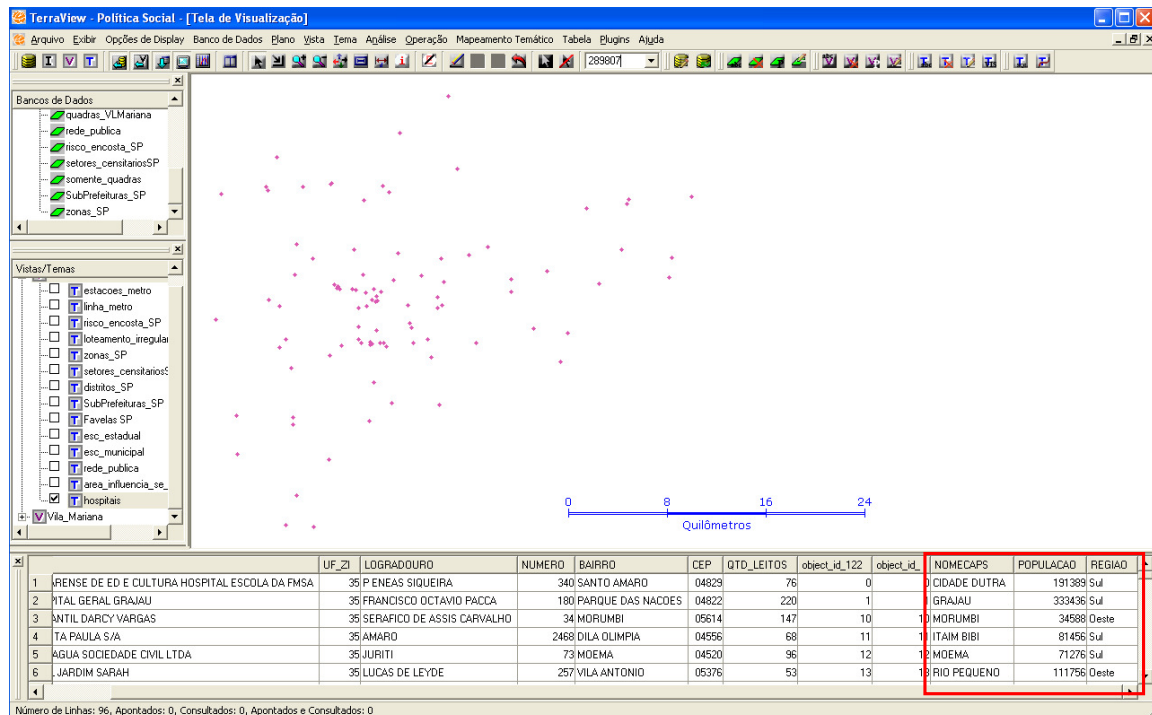 TerraView - Política Social - [Tela de Visualização]
Arquivo Exibir Opções de Display Banco de Dados Plano Vista Tema Análise Operação Mapeamento Temático Tabela Plugins Ajuda
I V T 289807
Bancos de Dados
quadras_VLMariana
rede_publica
risco_encosta_SP
setores_censitariosSP
somente_quadras
SubPrefeituras_SP
zonas_SP
Vistas/Temas
T estacoes_metro
T linha_metro
T risco_encosta_SP
T loteamento_irregular
T zonas_SP
T setores_censitariosS
T distritos_SP
T SubPrefeituras_SP
T Favelas SP
T esc_estadual
T esc_municipal
T rede_publica
T area_influencia_se_
T hospitais
V Vila_Mariana
0 8 16 24
Quilômetros
UF_ZI LOGRADOURO NUMERO BAIRRO CEP QTD_LEITOS object_id_122 object_id_ NOMECAPS POPULACAO REGIAO
1 ARENSE DE ED E CULTURA HOSPITAL ESCOLA DA FMSA 35 P ENEAS SIQUEIRA 340 SANTO AMARO 04829 76 0 0 CIDADE DUTRA 191389 Sul
2 PITAL GERAL GRAJAU 35 FRANCISCO OCTAVIO PACCA 180 PARQUE DAS NACOES 04822 220 1 1 GRAJAU 333436 Sul
3 ANTIL DARCY VARGAS 35 SERAFICO DE ASSIS CARVALHO 34 MORUMBI 05614 147 10 10 MORUMBI 34588 Oeste
4 TA PAULA S/A 35 AMARO 2468 DILA OLIMPIA 04556 68 11 11 ITAIM BIBI 81456 Sul
5 AGUA SOCIEDADE CIVIL LTDA 35 JURITI 73 MOEMA 04520 96 12 12 MOEMA 71276 Sul
6 JARDIM SARAH 35 LUCAS DE LEYDE 257 VILA ANTONIO 05376 53 13 13 RIO PEQUENO 111756 Oeste
Número de Linhas: 96, Apontados: 0, Consultados: 0, Apontados e Consultados: 0